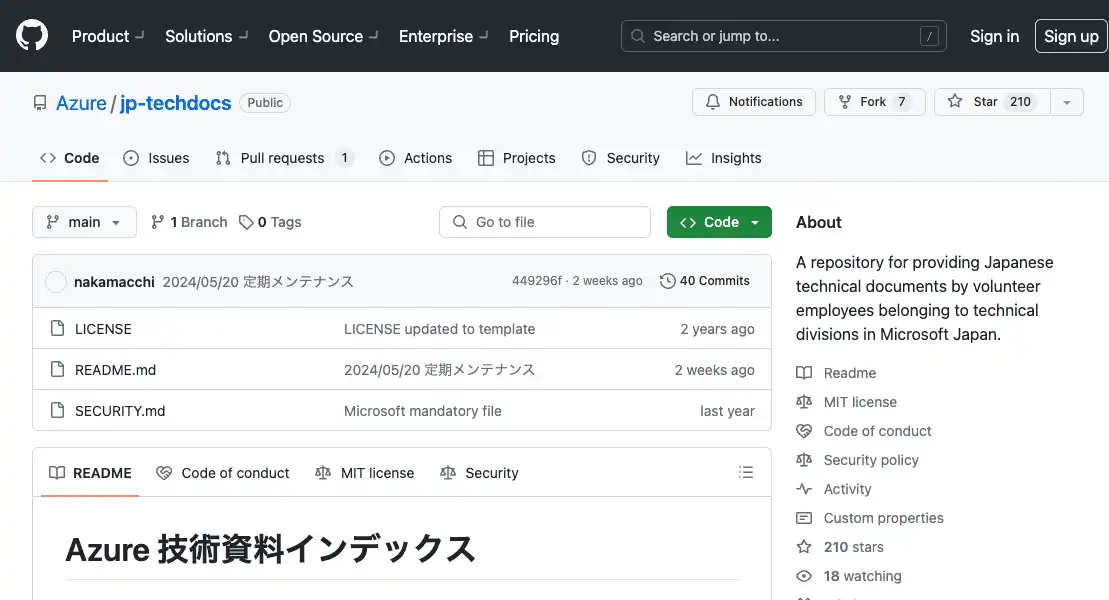 Product Solutions Open Source Enterprise Pricing Search or jump to... / Sign in Sign up
Azure / jp-techdocs Public Notifications Fork 7 Star 210
Code Issues Pull requests 1 Actions Projects Security Insights
main 1 Branch 0 Tags Go to file Code
nakamacchi 2024/05/20 定期メンテナンス 449296f · 2 weeks ago 40 Commits
LICENSE LICENSE updated to template 2 years ago
README.md 2024/05/20 定期メンテナンス 2 weeks ago
SECURITY.md Microsoft mandatory file last year
README Code of conduct MIT license Security
Azure 技術資料インデックス
About
A repository for providing Japanese
technical documents by volunteer
employees belonging to technical
divisions in Microsoft Japan.
Readme
MIT license
Code of conduct
Security policy
Activity
Custom properties
210 stars
18 watching